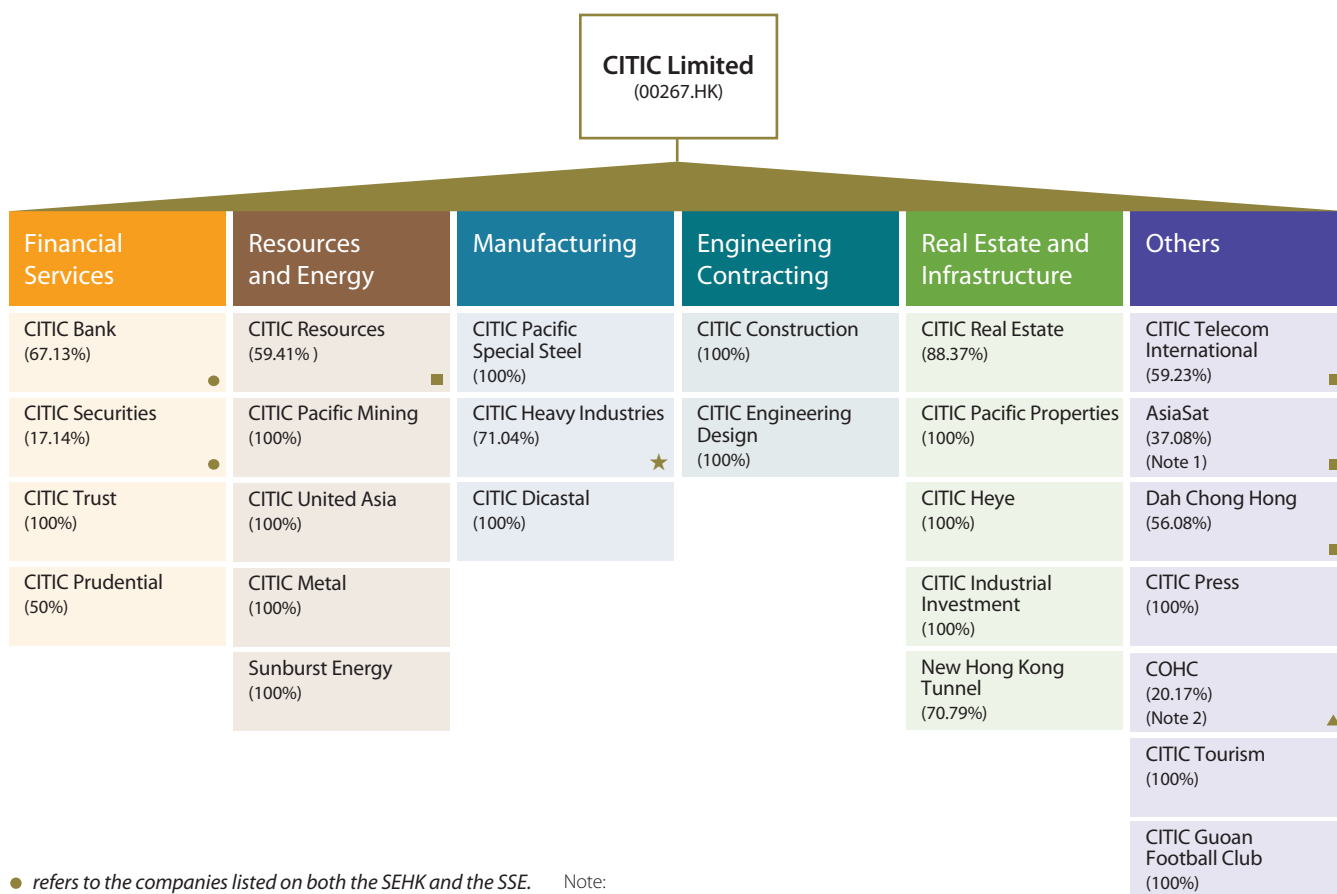 CITIC Limited
(00267.HK)
Financial
Services
CITIC Bank
(67.13%)
CITIC Securities
(17.14%)
CITIC Trust
(100%)
CITIC Prudential
(50%)
Resources
and Energy
CITIC Resources
(59.41% )
CITIC Pacific Mining
(100%)
CITIC United Asia
(100%)
CITIC Metal
(100%)
Sunburst Energy
(100%)
Manufacturing
CITIC Pacific
Special Steel
(100%)
CITIC Heavy Industries
(71.04%)
CITIC Dicastal
(100%)
Engineering
Contracting
CITIC Construction
(100%)
CITIC Engineering
Design
(100%)
Real Estate and
Infrastructure
CITIC Real Estate
(88.37%)
CITIC Pacific Properties
(100%)
CITIC Heye
(100%)
CITIC Industrial
Investment
(100%)
New Hong Kong
Tunnel
(70.79%)
Others
CITIC Telecom
International
(59.23%)
AsiaSat
(37.08%)
(Note 1)
Dah Chong Hong
(56.08%)
CITIC Press
(100%)
COHC
(20.17%)
(Note 2)
CITIC Tourism
(100%)
CITIC Guoan
Football Club
(100%)
● refers to the companies listed on both the SEHK and the SSE.
Note: